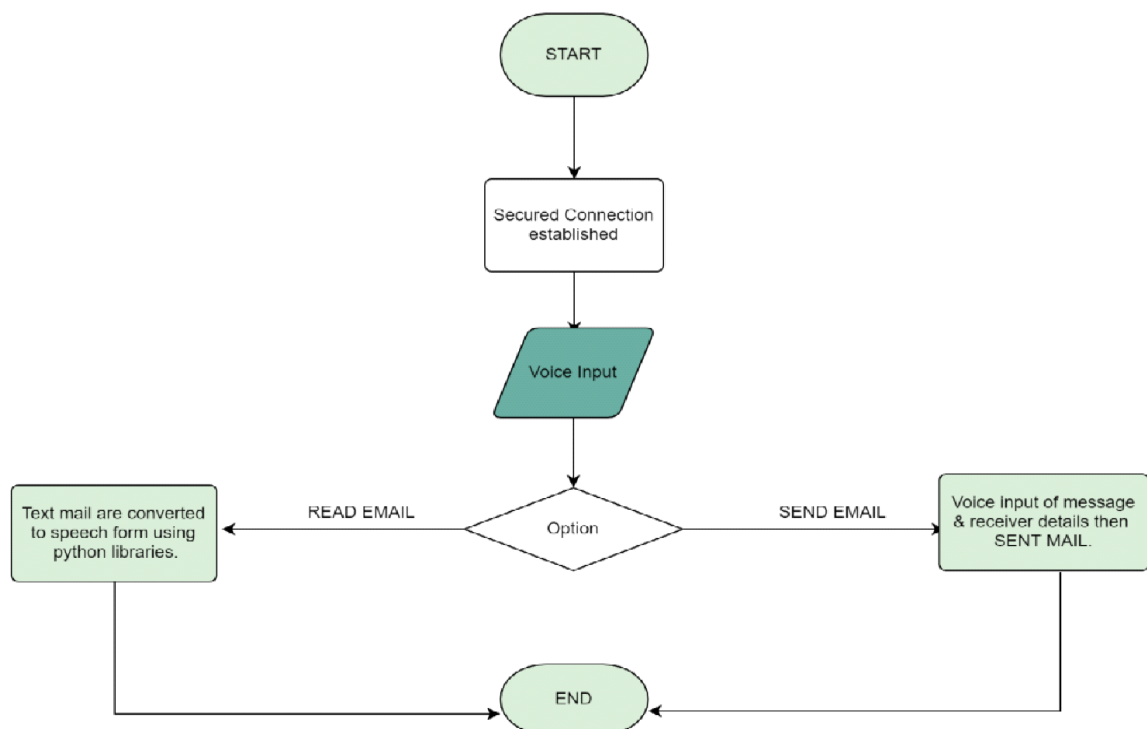 START
Secured Connection
established
Voice Input
Text mail are converted
to speech form using
python libraries.
READ EMAIL
Option
SEND EMAIL
Voice input of message
& receiver details then
SENT MAIL.
END